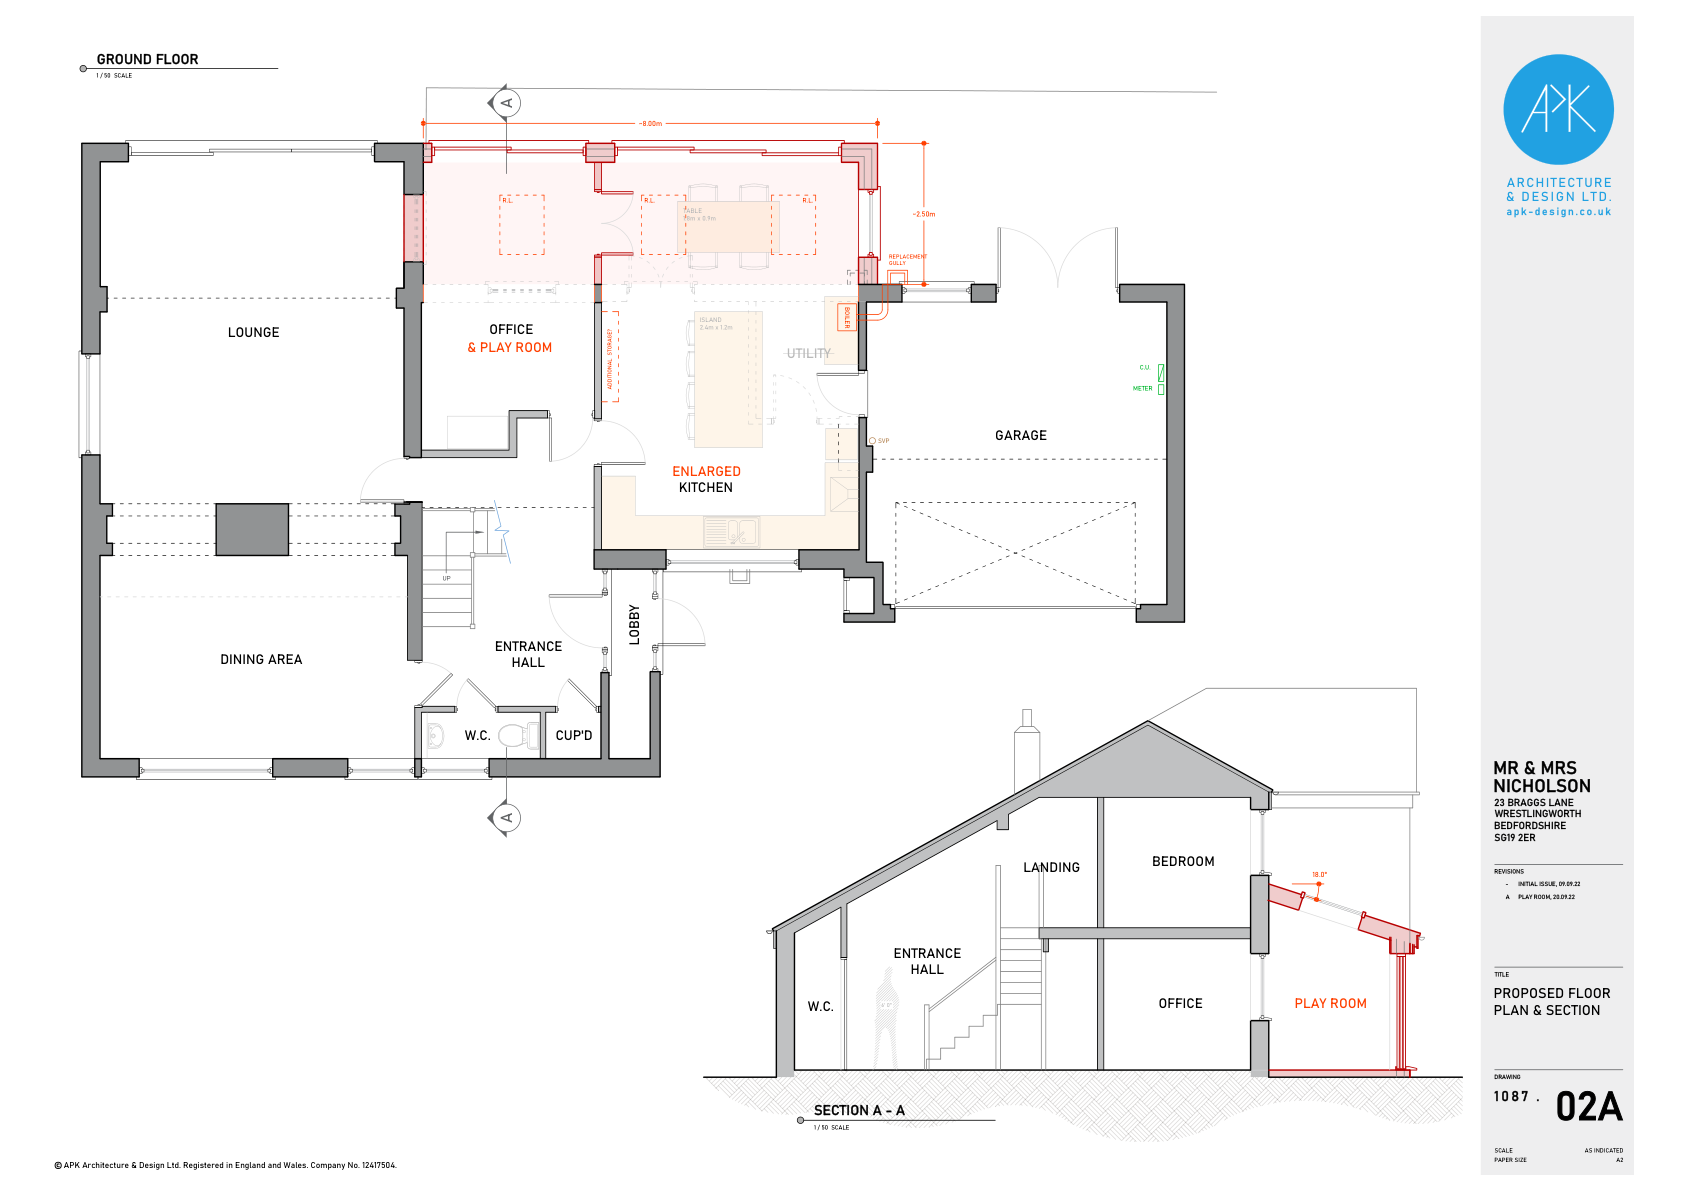 GROUND FLOOR
1 / 50 SCALE
A
~8.00m
R.L.
R.L.
R.L.
TABLE
1.8m x 0.9m
~2.50m
REPLACEMENT
GULLY
BOILER
LOUNGE
OFFICE
& PLAY ROOM
ADDITIONAL STORAGE?
ISLAND
2.4m x 1.2m
UTILITY
C.U.
METER
GARAGE
SVP
ENLARGED
KITCHEN
UP
LOBBY
ENTRANCE
HALL
DINING AREA
W.C.
CUP'D
A
LANDING
BEDROOM
18.0°
ENTRANCE
HALL
W.C.
OFFICE
PLAY ROOM
SECTION A - A
1 / 50 SCALE
© APK Architecture & Design Ltd. Registered in England and Wales. Company No. 12417504.
APK
ARCHITECTURE
& DESIGN LTD.
apk-design.co.uk
MR & MRS
NICHOLSON
23 BRAGGS LANE
WRESTLINGWORTH
BEDFORDSHIRE
SG19 2ER
REVISIONS
- INITIAL ISSUE, 09.09.22
A PLAY ROOM, 20.09.22
TITLE
PROPOSED FLOOR
PLAN & SECTION
DRAWING
1087 . 02A
SCALE AS INDICATED
PAPER SIZE A2